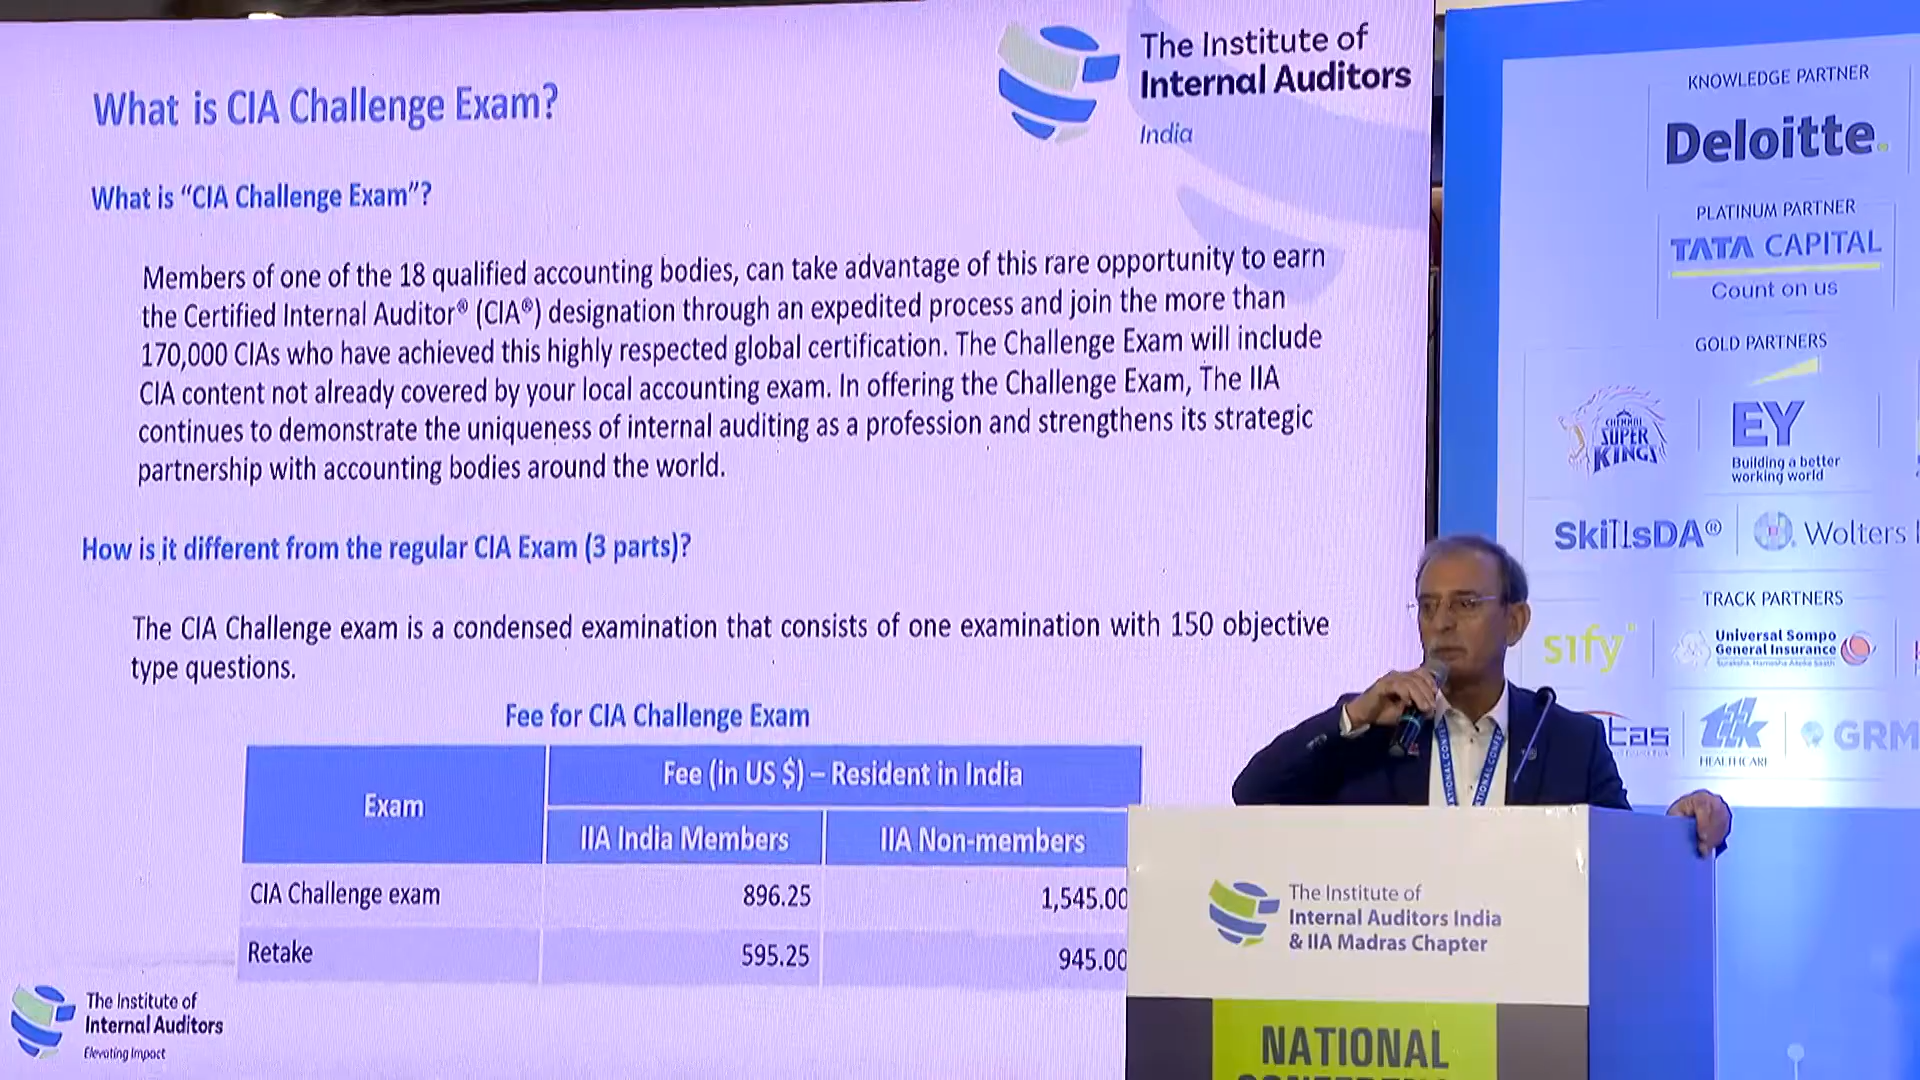 What is CIA Challenge Exam?
The Institute of
Internal Auditors
India
What is “CIA Challenge Exam”?
Members of one of the 18 qualified accounting bodies, can take advantage of this rare opportunity to earn
the Certified Internal Auditor® (CIA®) designation through an expedited process and join the more than
170,000 CIAs who have achieved this highly respected global certification. The Challenge Exam will include
CIA content not already covered by your local accounting exam. In offering the Challenge Exam, The IIA
continues to demonstrate the uniqueness of internal auditing as a profession and strengthens its strategic
partnership with accounting bodies around the world.
How is it different from the regular CIA Exam (3 parts)?
The CIA Challenge exam is a condensed examination that consists of one examination with 150 objective
type questions.
Fee for CIA Challenge Exam
Exam
Fee (in US $) – Resident in India
IIA India Members
IIA Non-members
CIA Challenge exam
896.25
1,545.00
Retake
595.25
945.00
The Institute of
Internal Auditors
Elevating Impact
KNOWLEDGE PARTNER
Deloitte.
PLATINUM PARTNER
TATA CAPITAL
Count on us
GOLD PARTNERS
CHENNAI
SUPER
KINGS
EY
Building a better
working world
SkillsDA®
Wolters
TRACK PARTNERS
sify
Universal Sompo
General Insurance
Suraksha, Hamesha Aapke Saath
ttk
HEALTHCARE
GRM
The Institute of
Internal Auditors India
& IIA Madras Chapter
NATIONAL